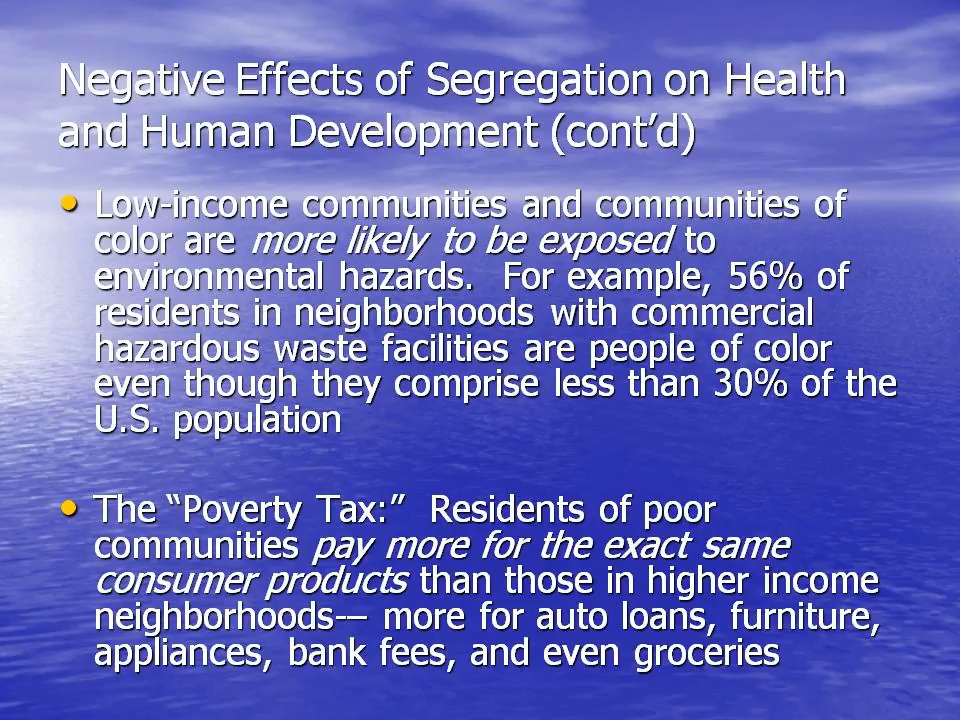 Negative Effects of Segregation on Health
and Human Development (cont’d)
• Low-income communities and communities of
color are more likely to be exposed to
environmental hazards.  For example, 56% of
residents in neighborhoods with commercial
hazardous waste facilities are people of color
even though they comprise less than 30% of the
U.S. population
• The “Poverty Tax:”  Residents of poor
communities pay more for the exact same
consumer products than those in higher income
neighborhoods-– more for auto loans, furniture,
appliances, bank fees, and even groceries